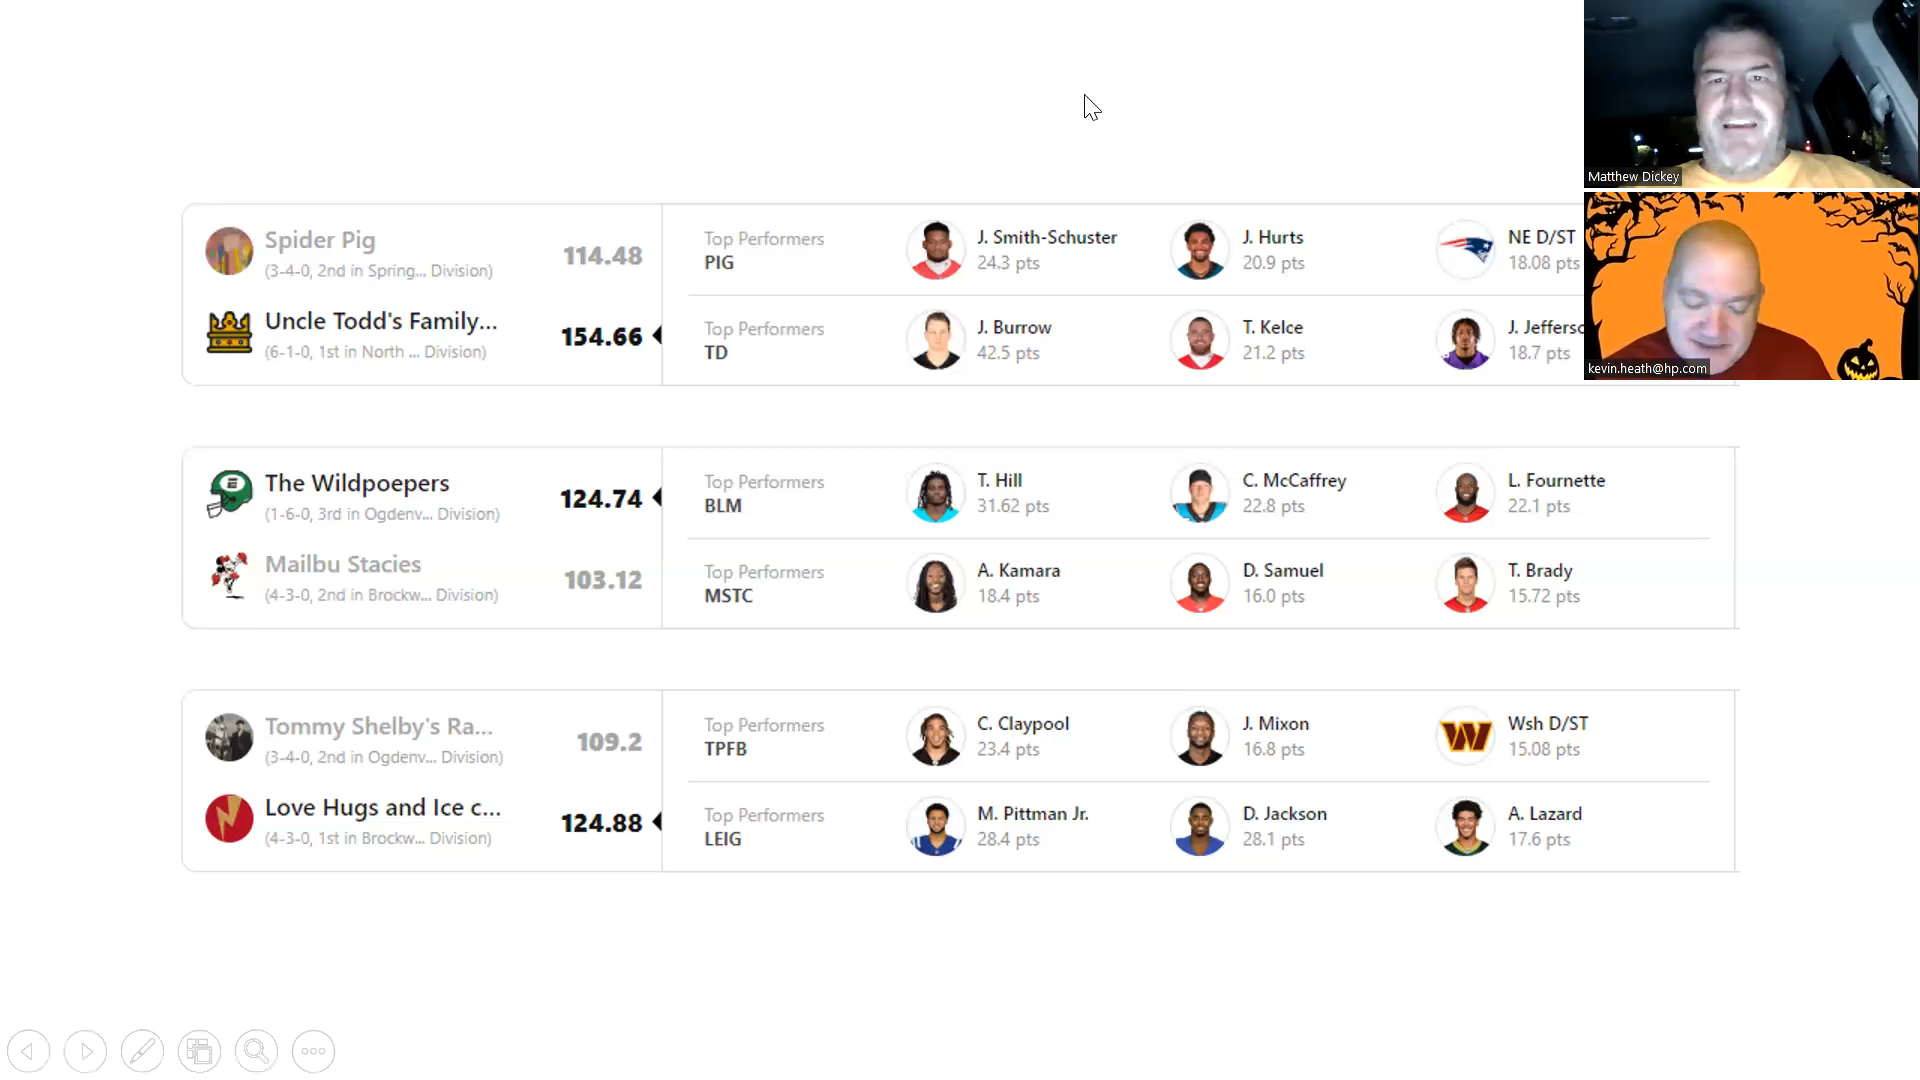 Matthew Dickey
kevin.heath@hp.com
Spider Pig
(3-4-0, 2nd in Spring... Division)
114.48
Uncle Todd's Family...
(6-1-0, 1st in North ... Division)
154.66
Top Performers
PIG
J. Smith-Schuster
24.3 pts
J. Hurts
20.9 pts
NE D/ST
18.08 pts
Top Performers
TD
J. Burrow
42.5 pts
T. Kelce
21.2 pts
J. Jefferso
18.7 pts
The Wildpoepers
(1-6-0, 3rd in Ogdenv... Division)
124.74
Mailbu Stacies
(4-3-0, 2nd in Brockw... Division)
103.12
Top Performers
BLM
T. Hill
31.62 pts
C. McCaffrey
22.8 pts
L. Fournette
22.1 pts
Top Performers
MSTC
A. Kamara
18.4 pts
D. Samuel
16.0 pts
T. Brady
15.72 pts
Tommy Shelby's Ra...
(3-4-0, 2nd in Ogdenv... Division)
109.2
Love Hugs and Ice c...
(4-3-0, 1st in Brockw... Division)
124.88
Top Performers
TPFB
C. Claypool
23.4 pts
J. Mixon
16.8 pts
W
Wsh D/ST
15.08 pts
Top Performers
LEIG
M. Pittman Jr.
28.4 pts
D. Jackson
28.1 pts
A. Lazard
17.6 pts